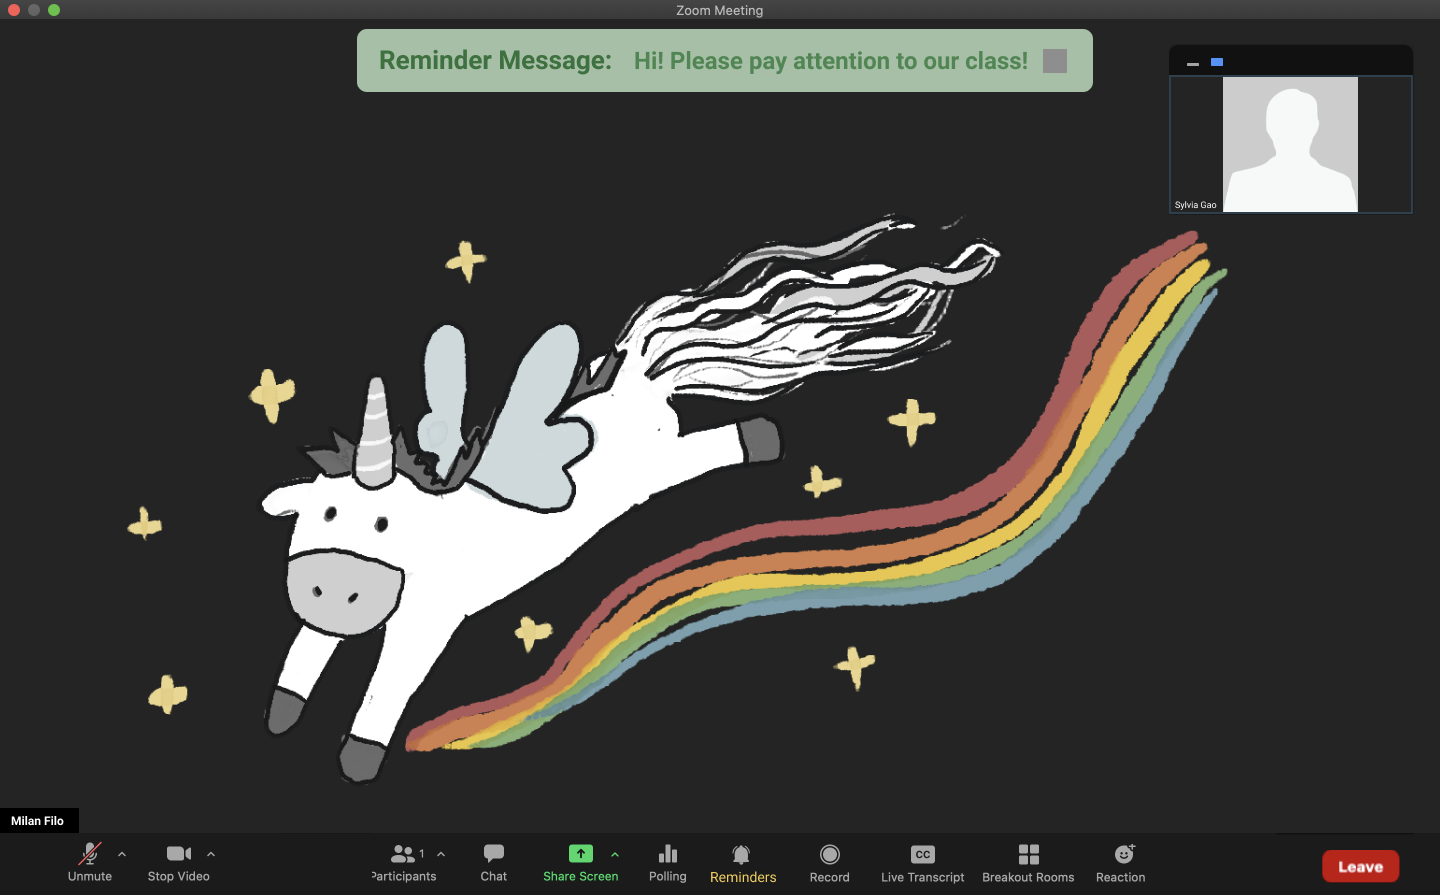 Zoom Meeting
Reminder Message: Hi! Please pay attention to our class!
Sylvia Gao
Milan Filo
Unmute
Stop Video
Participants 1
Chat
Share Screen
Polling
Reminders
Record
CC
Live Transcript
Breakout Rooms
Reaction
Leave